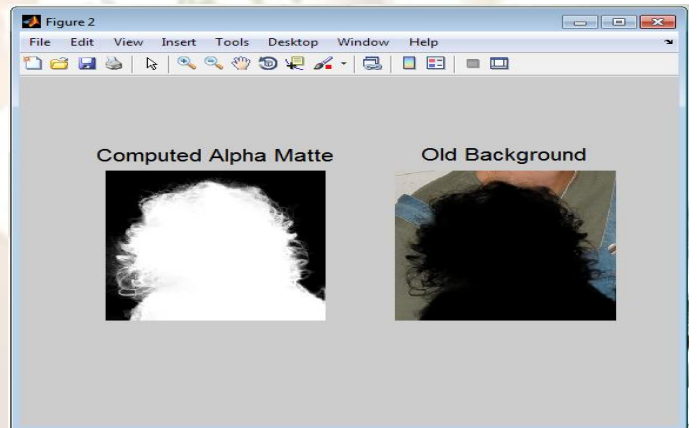 Figure 2
File Edit View Insert Tools Desktop Window Help
Computed Alpha Matte Old Background